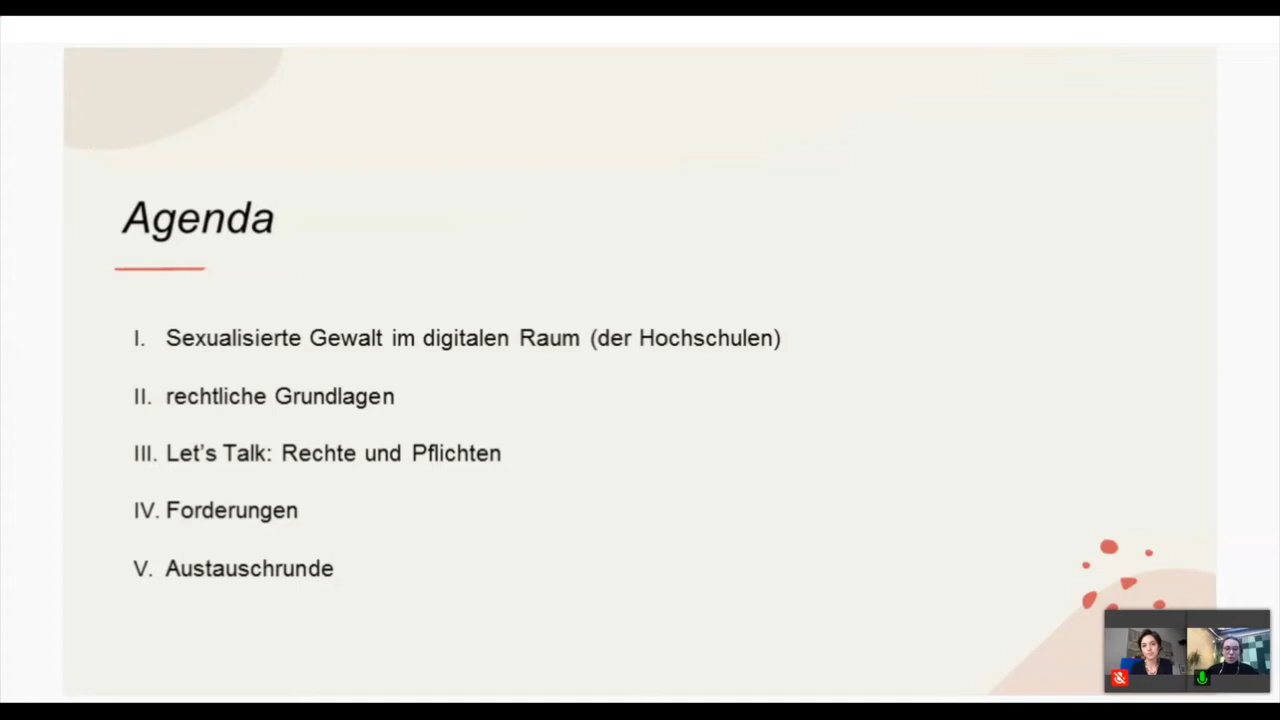 Agenda
I. Sexualisierte Gewalt im digitalen Raum (der Hochschulen)
II. rechtliche Grundlagen
III. Let’s Talk: Rechte und Pflichten
IV. Forderungen
V. Austauschrunde